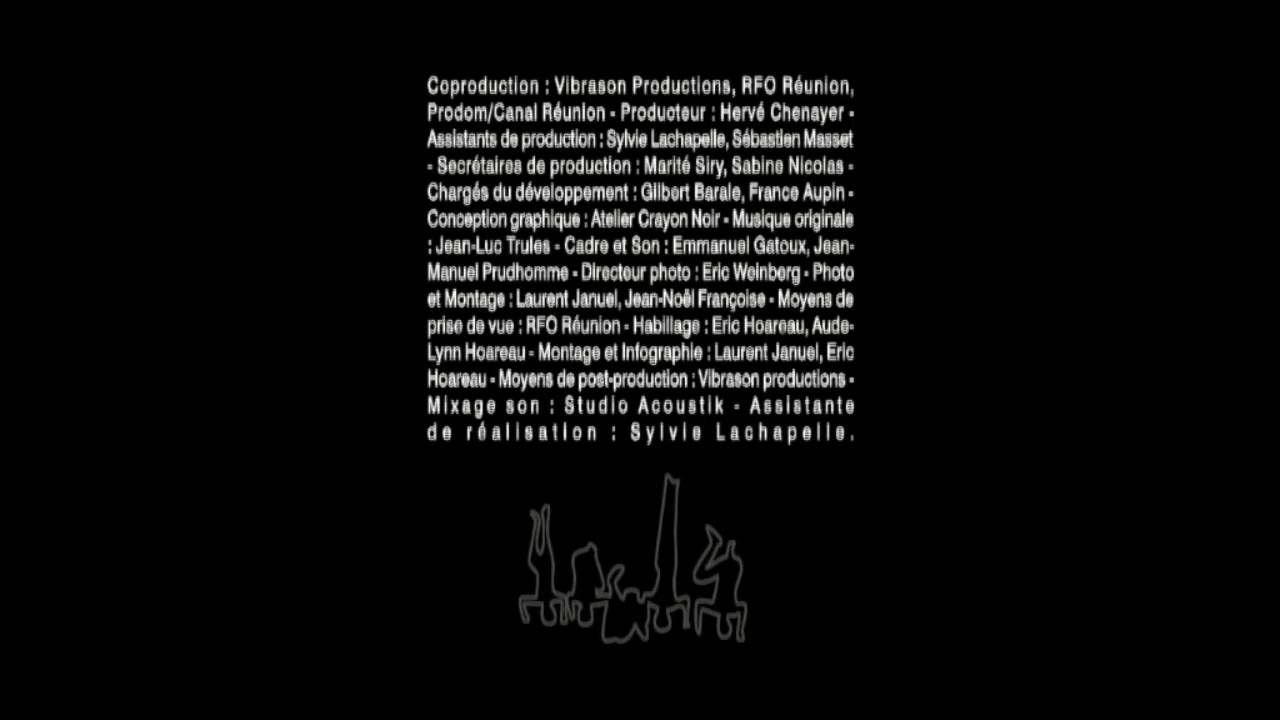 Coproduction : Vibrason Productions, RFO Réunion,
Prodom/Canal Réunion - Producteur : Hervé Chenayer -
Assistants de production : Sylvie Lachapelle, Sébastien Masset
- Secrétaires de production : Marité Siry, Sabine Nicolas -
Chargés du développement : Gilbert Barale, France Aupin -
Conception graphique : Atelier Crayon Noir - Musique originale
: Jean-Luc Trules - Cadre et Son : Emmanuel Gatoux, Jean-
Manuel Prudhomme - Directeur photo : Eric Weinberg - Photo
et Montage : Laurent Januel, Jean-Noël Françoise - Moyens de
prise de vue : RFO Réunion - Habillage : Eric Hoareau, Aude-
Lynn Hoareau - Montage et Infographie : Laurent Januel, Eric
Hoareau - Moyens de post-production : Vibrason productions -
Mixage son : Studio Acoustik - Assistante
de réalisation : Sylvie Lachapelle.